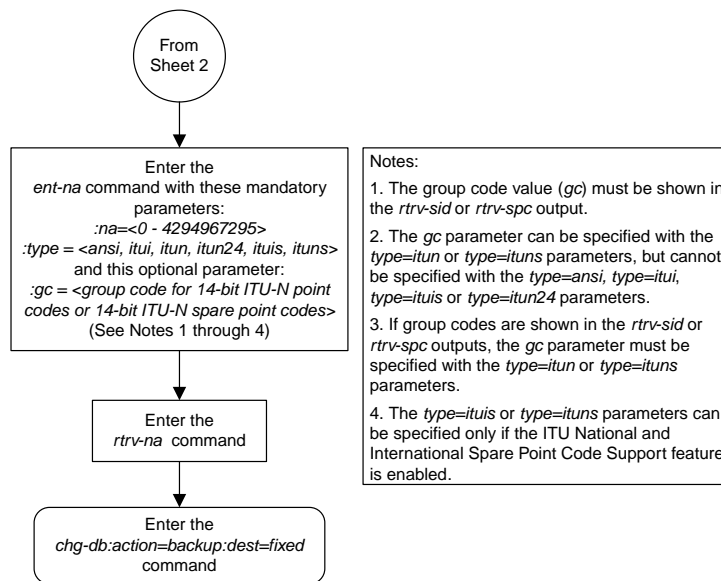 From
Sheet 2
Enter the
ent-na command with these mandatory
parameters:
:na=<0 - 4294967295>
:type = <ansi, itui, itun, itun24, ituis, ituns>
and this optional parameter:
:gc = <group code for 14-bit ITU-N point
codes or 14-bit ITU-N spare point codes>
(See Notes 1 through 4)
Enter the
rtrv-na command
Enter the
chg-db:action=backup:dest=fixed
command
Notes:
1. The group code value (gc) must be shown in
the rtrv-sid or rtrv-spc output.
2. The gc parameter can be specified with the
type=itun or type=ituns parameters, but cannot
be specified with the type=ansi, type=itui,
type=ituis or type=itun24 parameters.
3. If group codes are shown in the rtrv-sid or
rtrv-spc outputs, the gc parameter must be
specified with the type=itun or type=ituns
parameters.
4. The type=ituis or type=ituns parameters can
be specified only if the ITU National and
International Spare Point Code Support feature
is enabled.